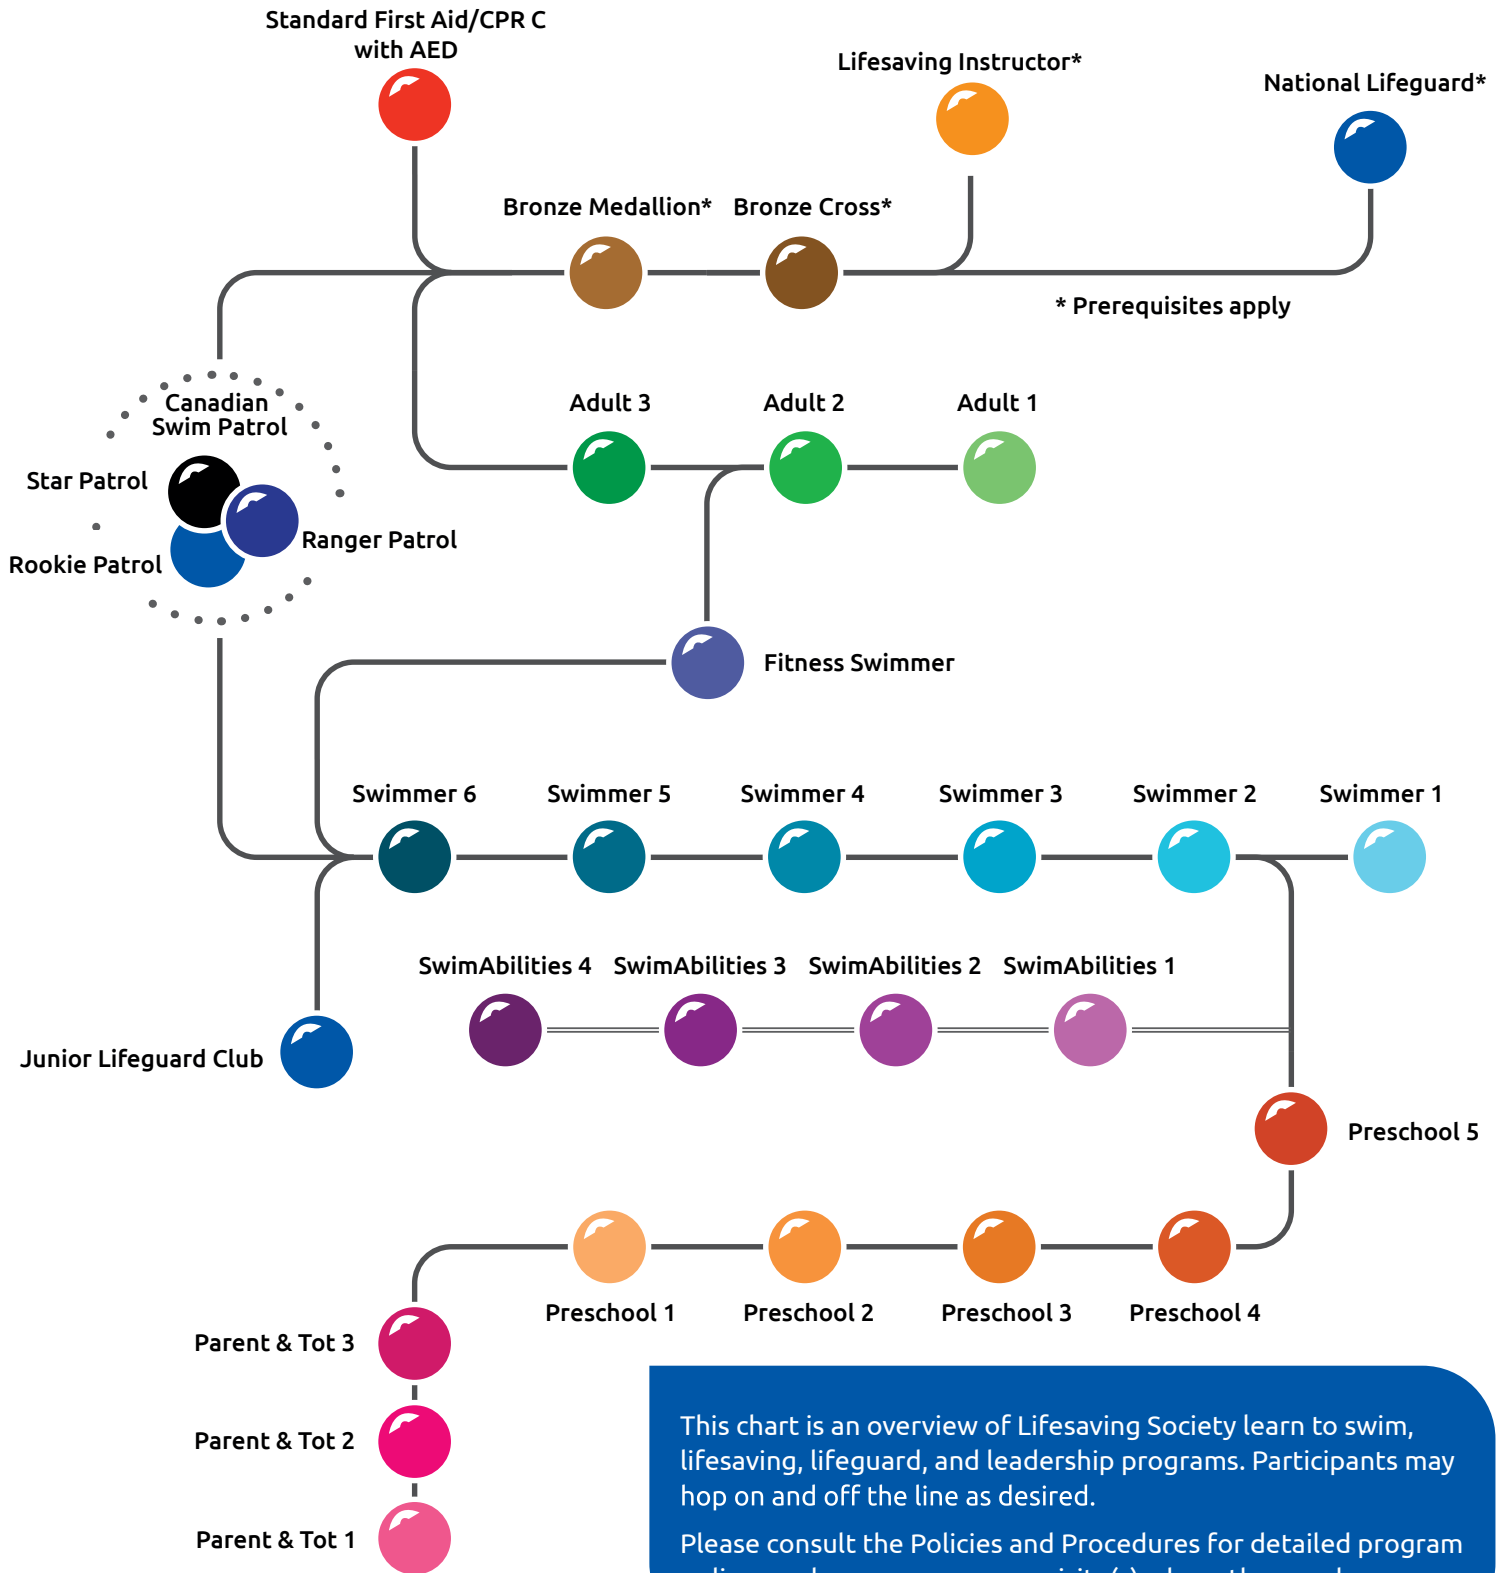 Standard First Aid/CPR C
with AED
Lifesaving Instructor*
National Lifeguard*
Bronze Medallion*
Bronze Cross*
* Prerequisites apply
Canadian
Swim Patrol
Star Patrol
Ranger Patrol
Rookie Patrol
Adult 3
Adult 2
Adult 1
Fitness Swimmer
Swimmer 6
Swimmer 5
Swimmer 4
Swimmer 3
Swimmer 2
Swimmer 1
SwimAbilities 4
SwimAbilities 3
SwimAbilities 2
SwimAbilities 1
Junior Lifeguard Club
Preschool 5
Preschool 1
Preschool 2
Preschool 3
Preschool 4
Parent & Tot 3
Parent & Tot 2
Parent & Tot 1
This chart is an overview of Lifesaving Society learn to swim,
lifesaving, lifeguard, and leadership programs. Participants may
hop on and off the line as desired.
Please consult the Policies and Procedures for detailed program